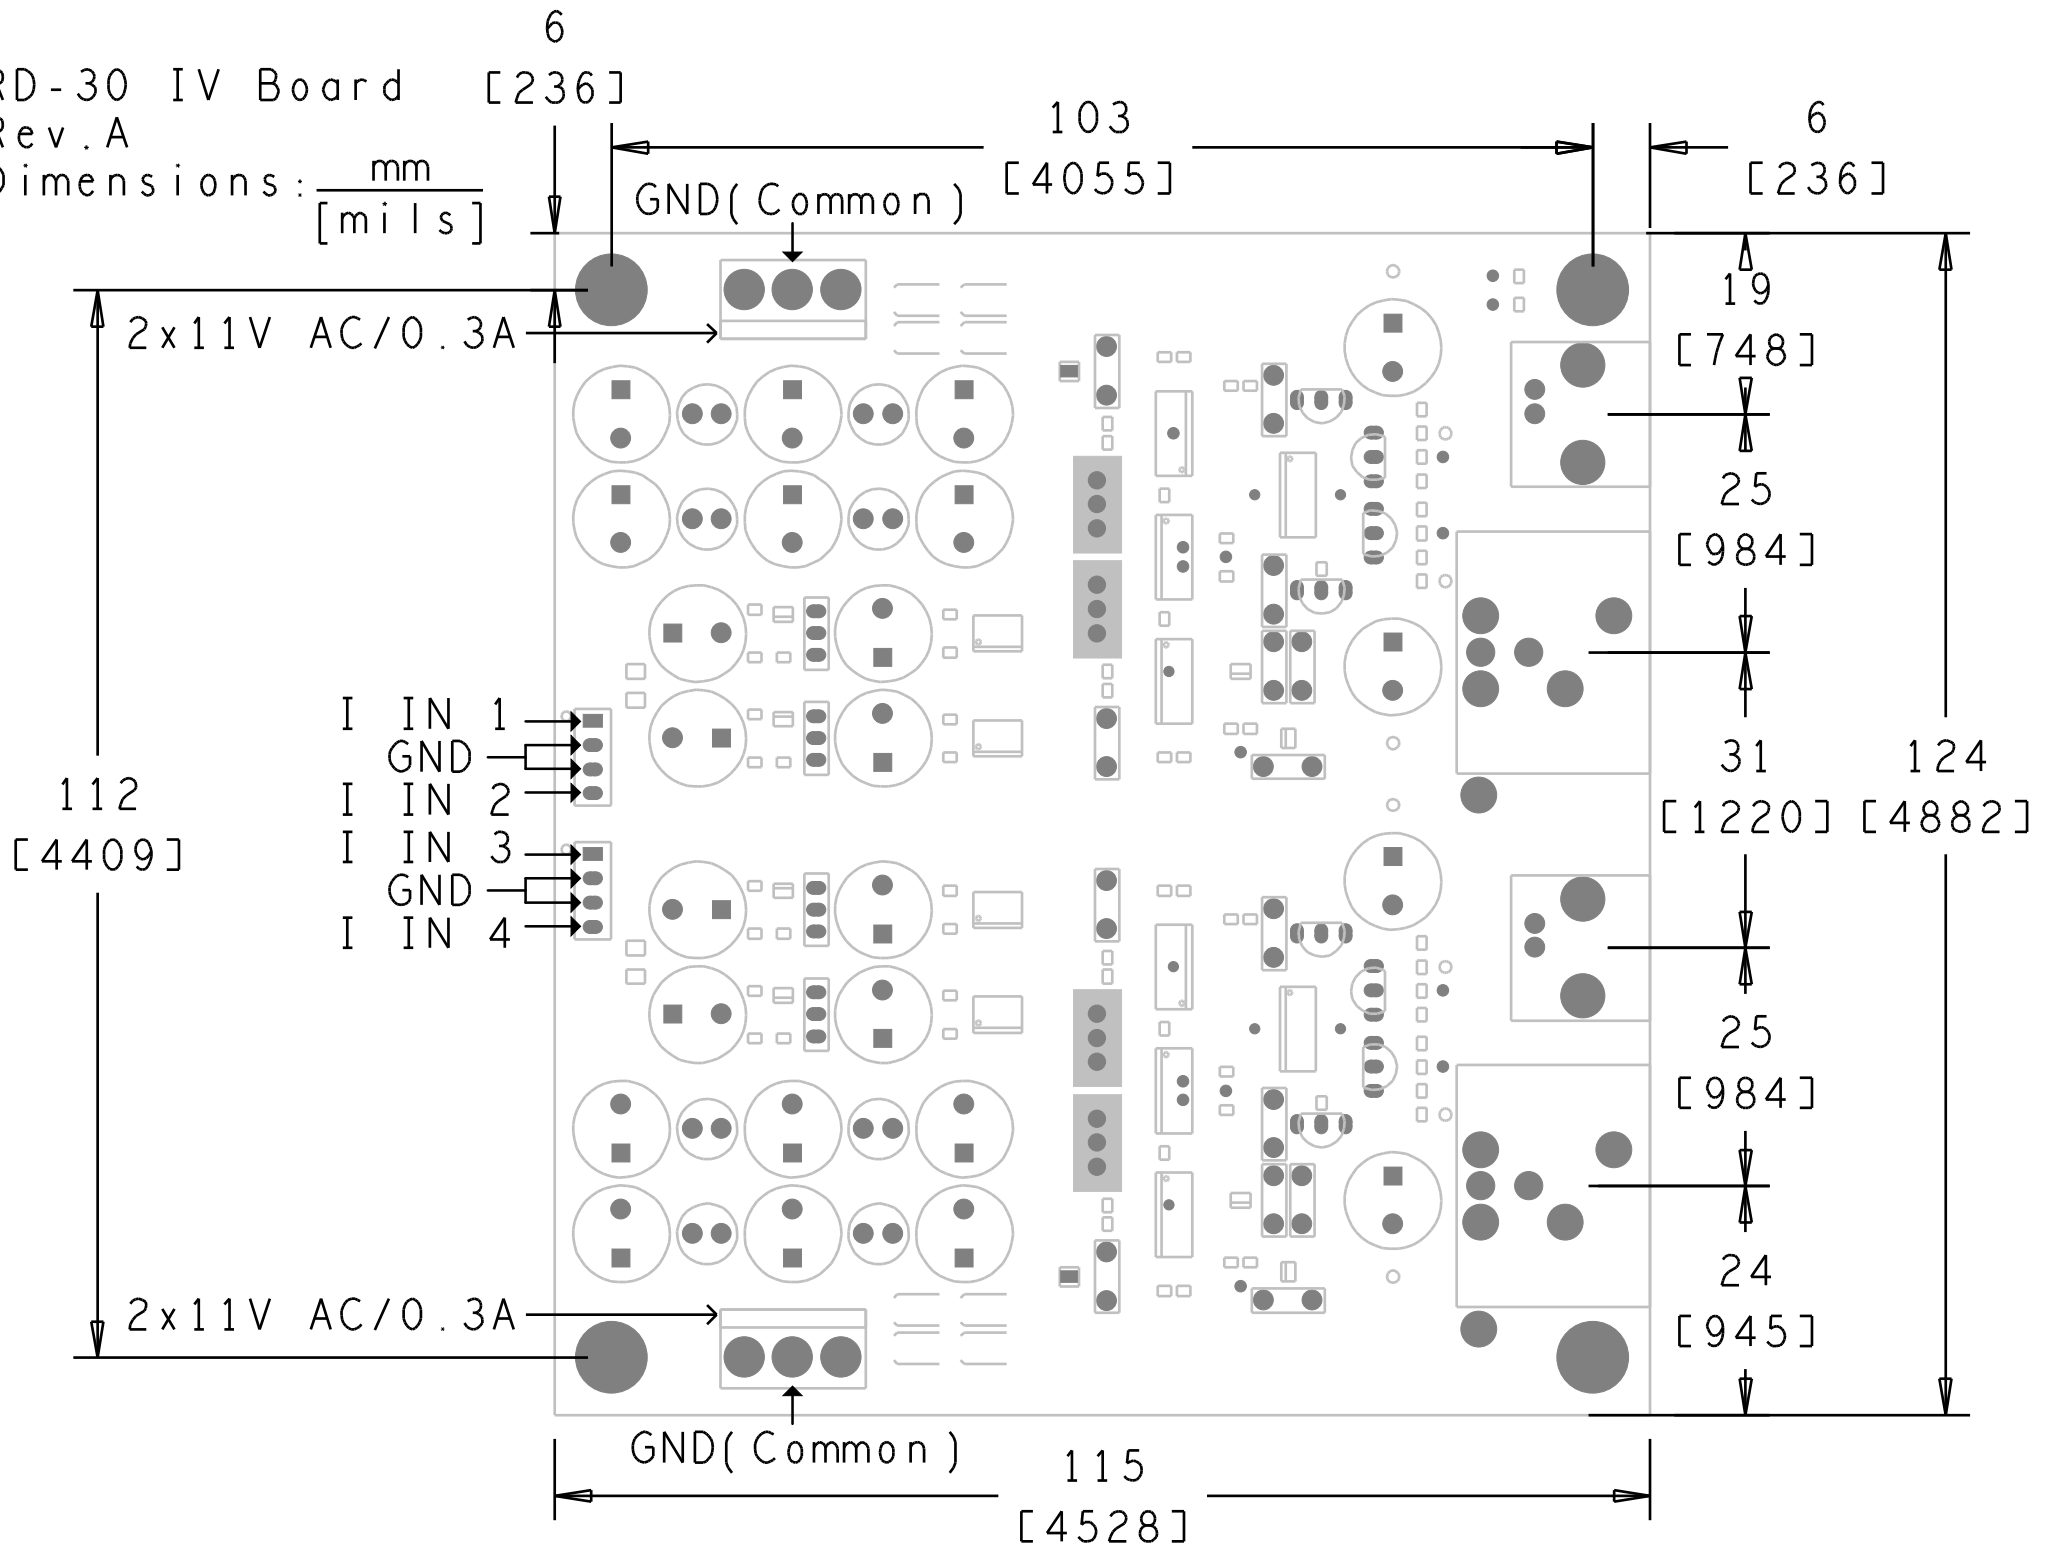 RD-30 IV Board
Rev.A
Dimensions: mm
[mils]
6
[236]
103
[4055]
6
[236]
GND(Common)
2x11V AC/0.3A
19
[748]
25
[984]
112
[4409]
I IN 1
GND
I IN 2
I IN 3
GND
I IN 4
31
[1220]
124
[4882]
25
[984]
24
[945]
2x11V AC/0.3A
GND(Common)
115
[4528]